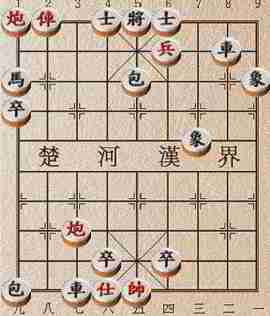 1 2 3 4 5 6 7 8 9
炮 俥 士 將 士
兵 車
馬 包 象
卒
象
楚 河 漢 界
炮
卒 卒
包 車 仕 帥
九 八 七 六 五 四 三 二 一